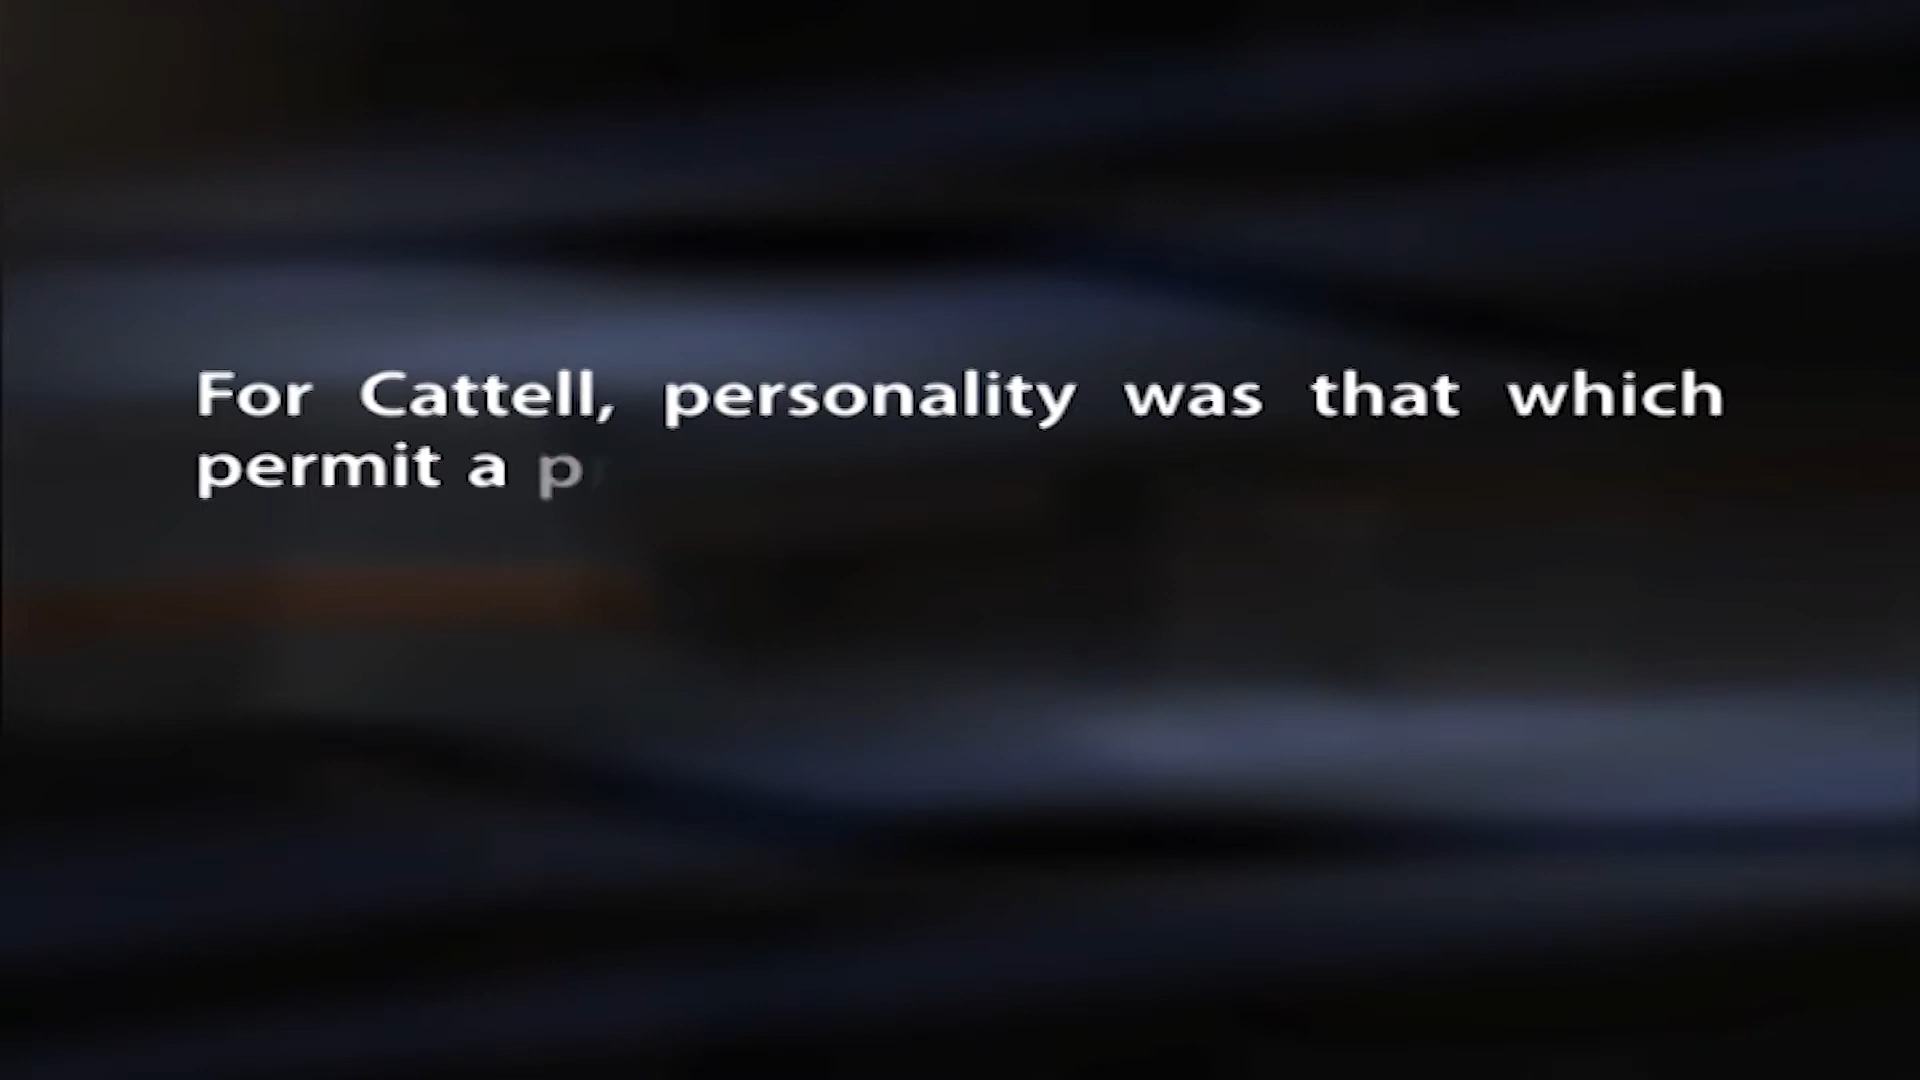 For Cattell, personality was that which
permit a p